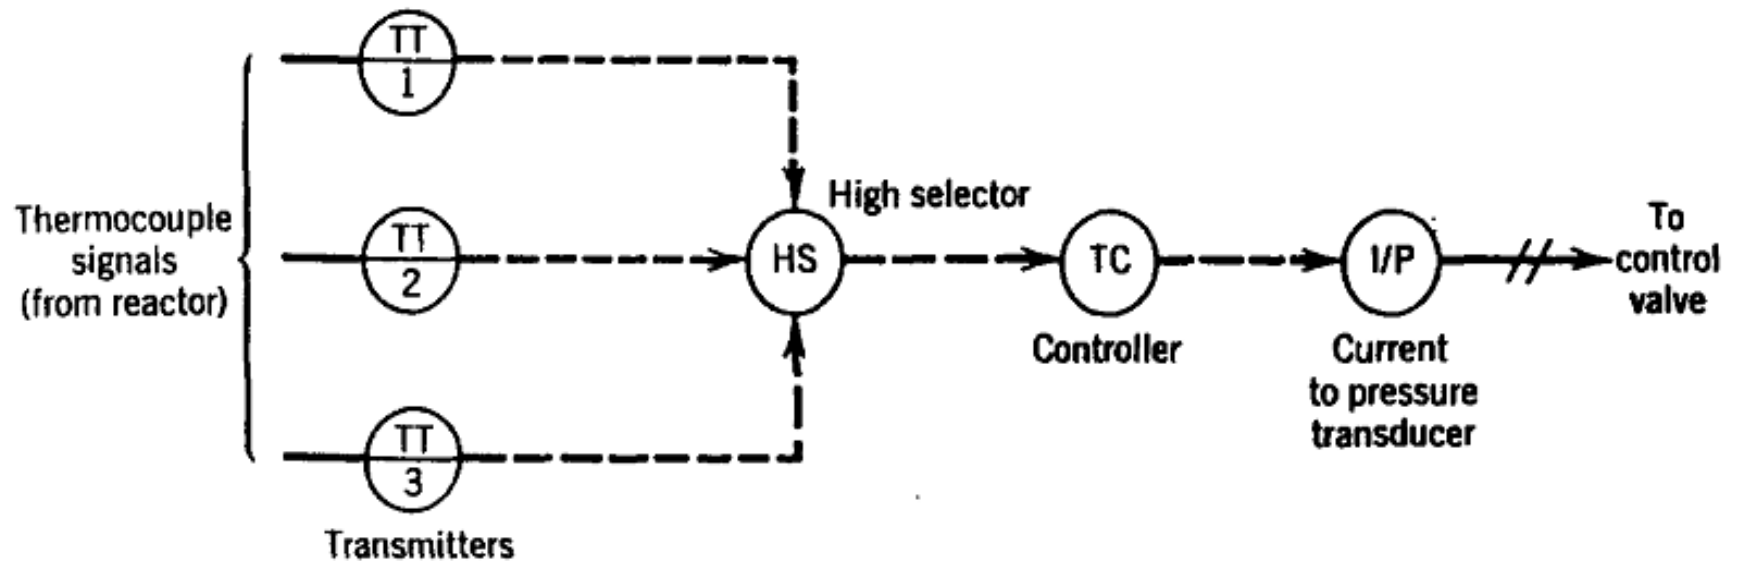 TT
1
Thermocouple
signals
(from reactor)
TT
2
TT
3
Transmitters
High selector
HS
TC
Controller
I/P
Current
to pressure
transducer
To
control
valve